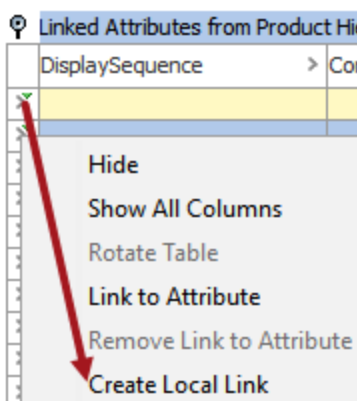 Linked Attributes from Product Hi
DisplaySequence > Co
Hide
Show All Columns
Rotate Table
Link to Attribute
Remove Link to Attribute
Create Local Link